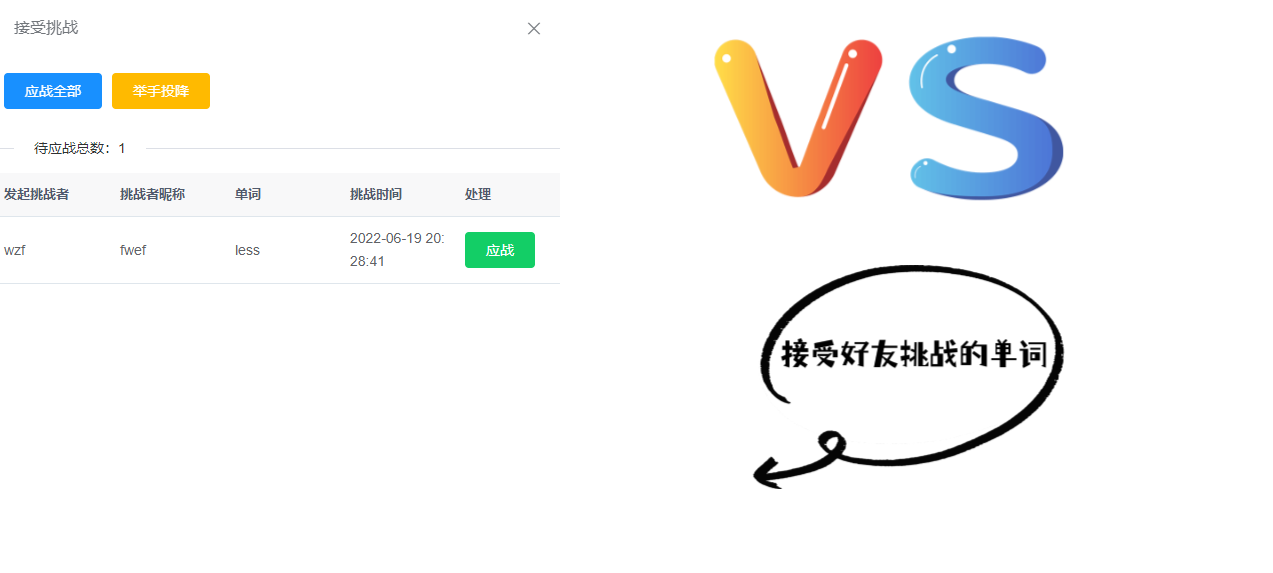 接受挑战
应战全部 举手投降
待应战总数：1
发起挑战者 挑战者昵称 单词 挑战时间 处理
wzf fwef less 2022-06-19 20:28:41 应战
VS
接受好友挑战的单词